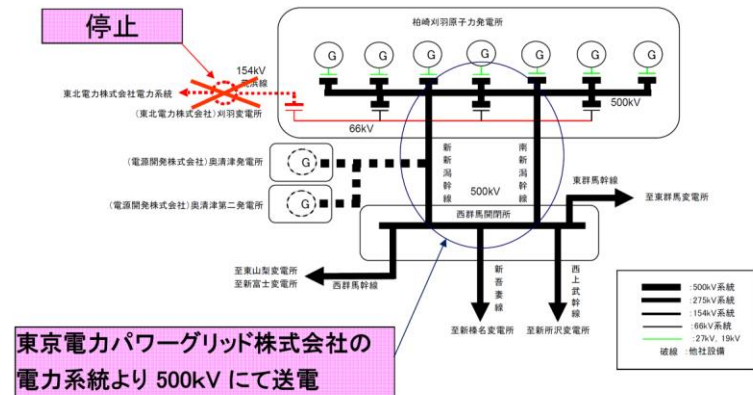 停止
柏崎刈羽原子力発電所
G G G G G G G
154kV
荒浜線
東北電力株式会社電力系統
(東北電力株式会社)刈羽変電所
66kV
500kV
(電源開発株式会社)奥清津発電所
G
(電源開発株式会社)奥清津第二発電所
G
新新潟幹線
500kV
南新潟幹線
西群馬開閉所
東群馬幹線
至東群馬変電所
至東山梨変電所
至新富士変電所
西群馬幹線
新吾妻線
西上武幹線
至新榛名変電所
至新所沢変電所
:500kV系統
:275kV系統
:154kV系統
:66kV系統
:27kV, 19kV
破線 :他社設備
東京電力パワーグリッド株式会社の
電力系統より 500kV にて送電